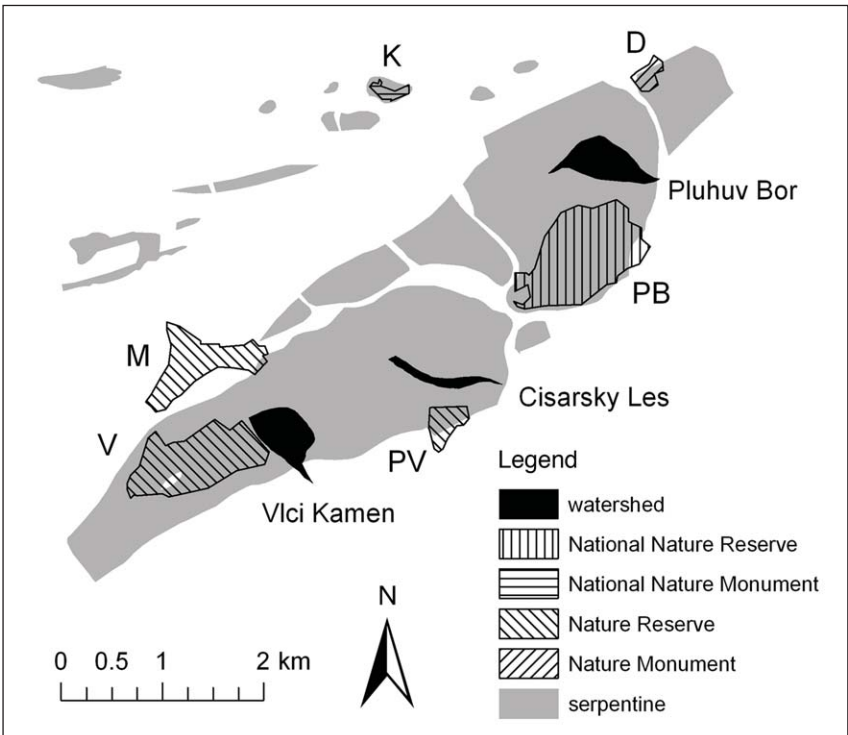 D
K
Pluhuv Bor
PB
M
Cisarsky Les
V
PV
Vlci Kamen
Legend
watershed
National Nature Reserve
National Nature Monument
Nature Reserve
Nature Monument
serpentine
N
0 0.5 1 2 km